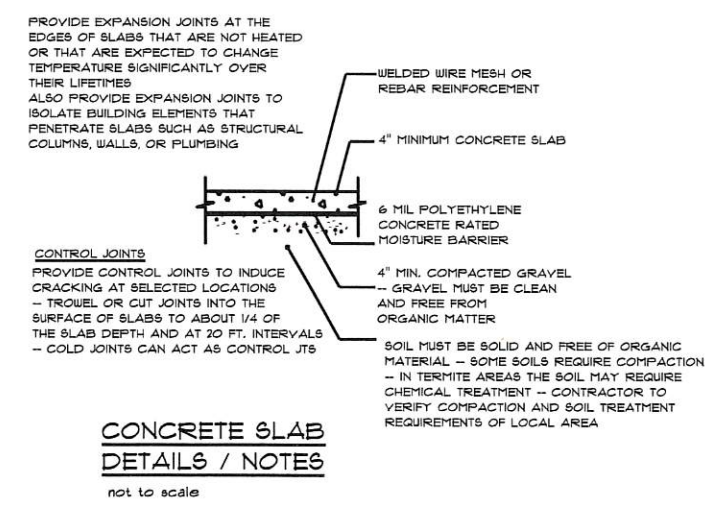 PROVIDE EXPANSION JOINTS AT THE
EDGES OF SLABS THAT ARE NOT HEATED
OR THAT ARE EXPECTED TO CHANGE
TEMPERATURE SIGNIFICANTLY OVER
THEIR LIFETIMES
ALSO PROVIDE EXPANSION JOINTS TO
ISOLATE BUILDING ELEMENTS THAT
PENETRATE SLABS SUCH AS STRUCTURAL
COLUMNS, WALLS, OR PLUMBING
WELDED WIRE MESH OR
REBAR REINFORCEMENT
4" MINIMUM CONCRETE SLAB
6 MIL POLYETHYLENE
CONCRETE RATED
MOISTURE BARRIER
4" MIN. COMPACTED GRAVEL
-- GRAVEL MUST BE CLEAN
AND FREE FROM
ORGANIC MATTER
SOIL MUST BE SOLID AND FREE OF ORGANIC
MATERIAL -- SOME SOILS REQUIRE COMPACTION
-- IN TERMITE AREAS THE SOIL MAY REQUIRE
CHEMICAL TREATMENT -- CONTRACTOR TO
VERIFY COMPACTION AND SOIL TREATMENT
REQUIREMENTS OF LOCAL AREA
CONTROL JOINTS
PROVIDE CONTROL JOINTS TO INDUCE
CRACKING AT SELECTED LOCATIONS
-- TROWEL OR CUT JOINTS INTO THE
SURFACE OF SLABS TO ABOUT 1/4 OF
THE SLAB DEPTH AND AT 20 FT. INTERVALS
-- COLD JOINTS CAN ACT AS CONTROL JTS
CONCRETE SLAB
DETAILS / NOTES
not to scale